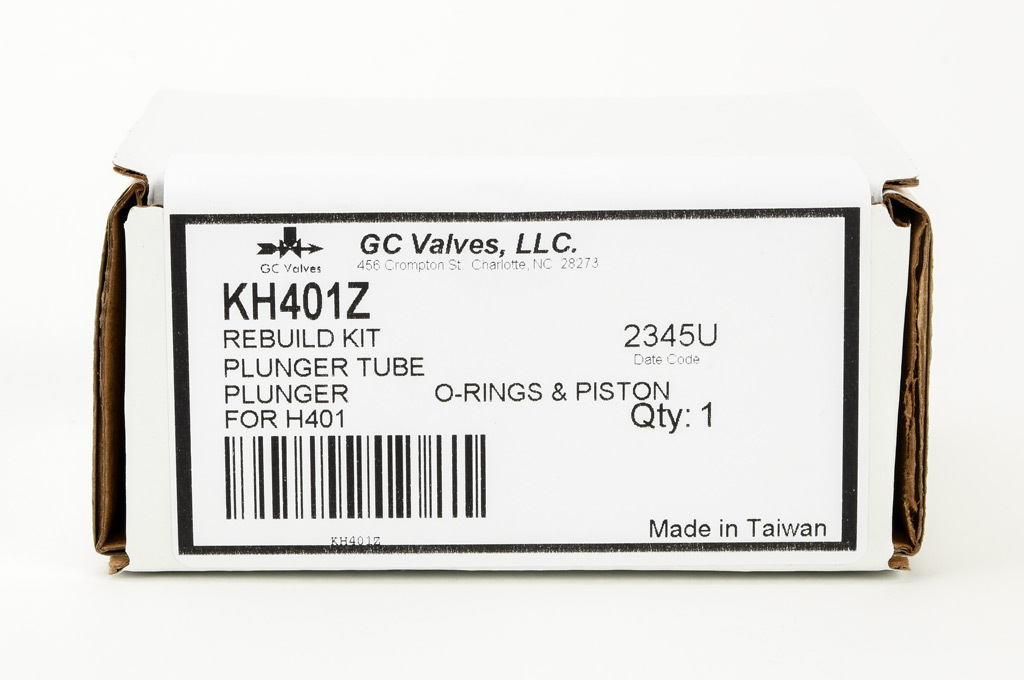 GC Valves
GC Valves, LLC.
456 Crompton St Charlotte, NC 28273
KH401Z
REBUILD KIT
2345U
Date Code
PLUNGER TUBE
PLUNGER O-RINGS & PISTON
FOR H401
Qty: 1
KH401Z
Made in Taiwan